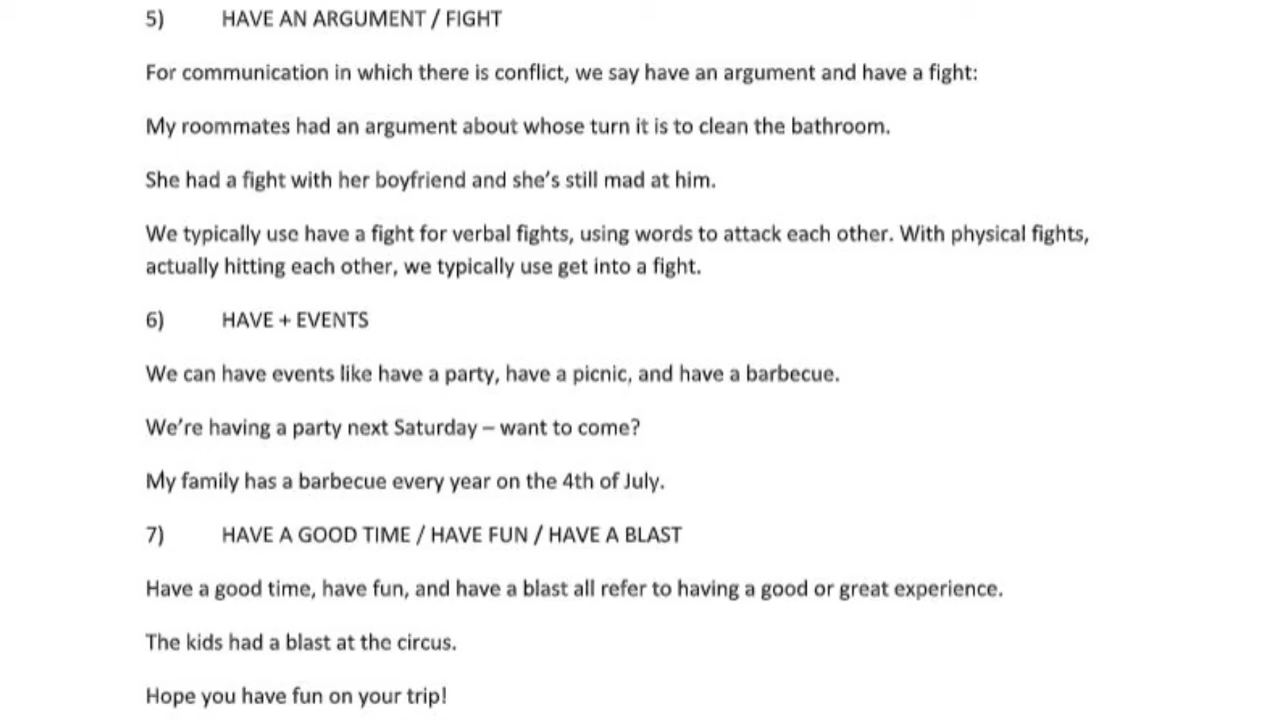 5) HAVE AN ARGUMENT / FIGHT
For communication in which there is conflict, we say have an argument and have a fight:
My roommates had an argument about whose turn it is to clean the bathroom.
She had a fight with her boyfriend and she's still mad at him.
We typically use have a fight for verbal fights, using words to attack each other. With physical fights,
actually hitting each other, we typically use get into a fight.
6) HAVE + EVENTS
We can have events like have a party, have a picnic, and have a barbecue.
We're having a party next Saturday – want to come?
My family has a barbecue every year on the 4th of July.
7) HAVE A GOOD TIME / HAVE FUN / HAVE A BLAST
Have a good time, have fun, and have a blast all refer to having a good or great experience.
The kids had a blast at the circus.
Hope you have fun on your trip!